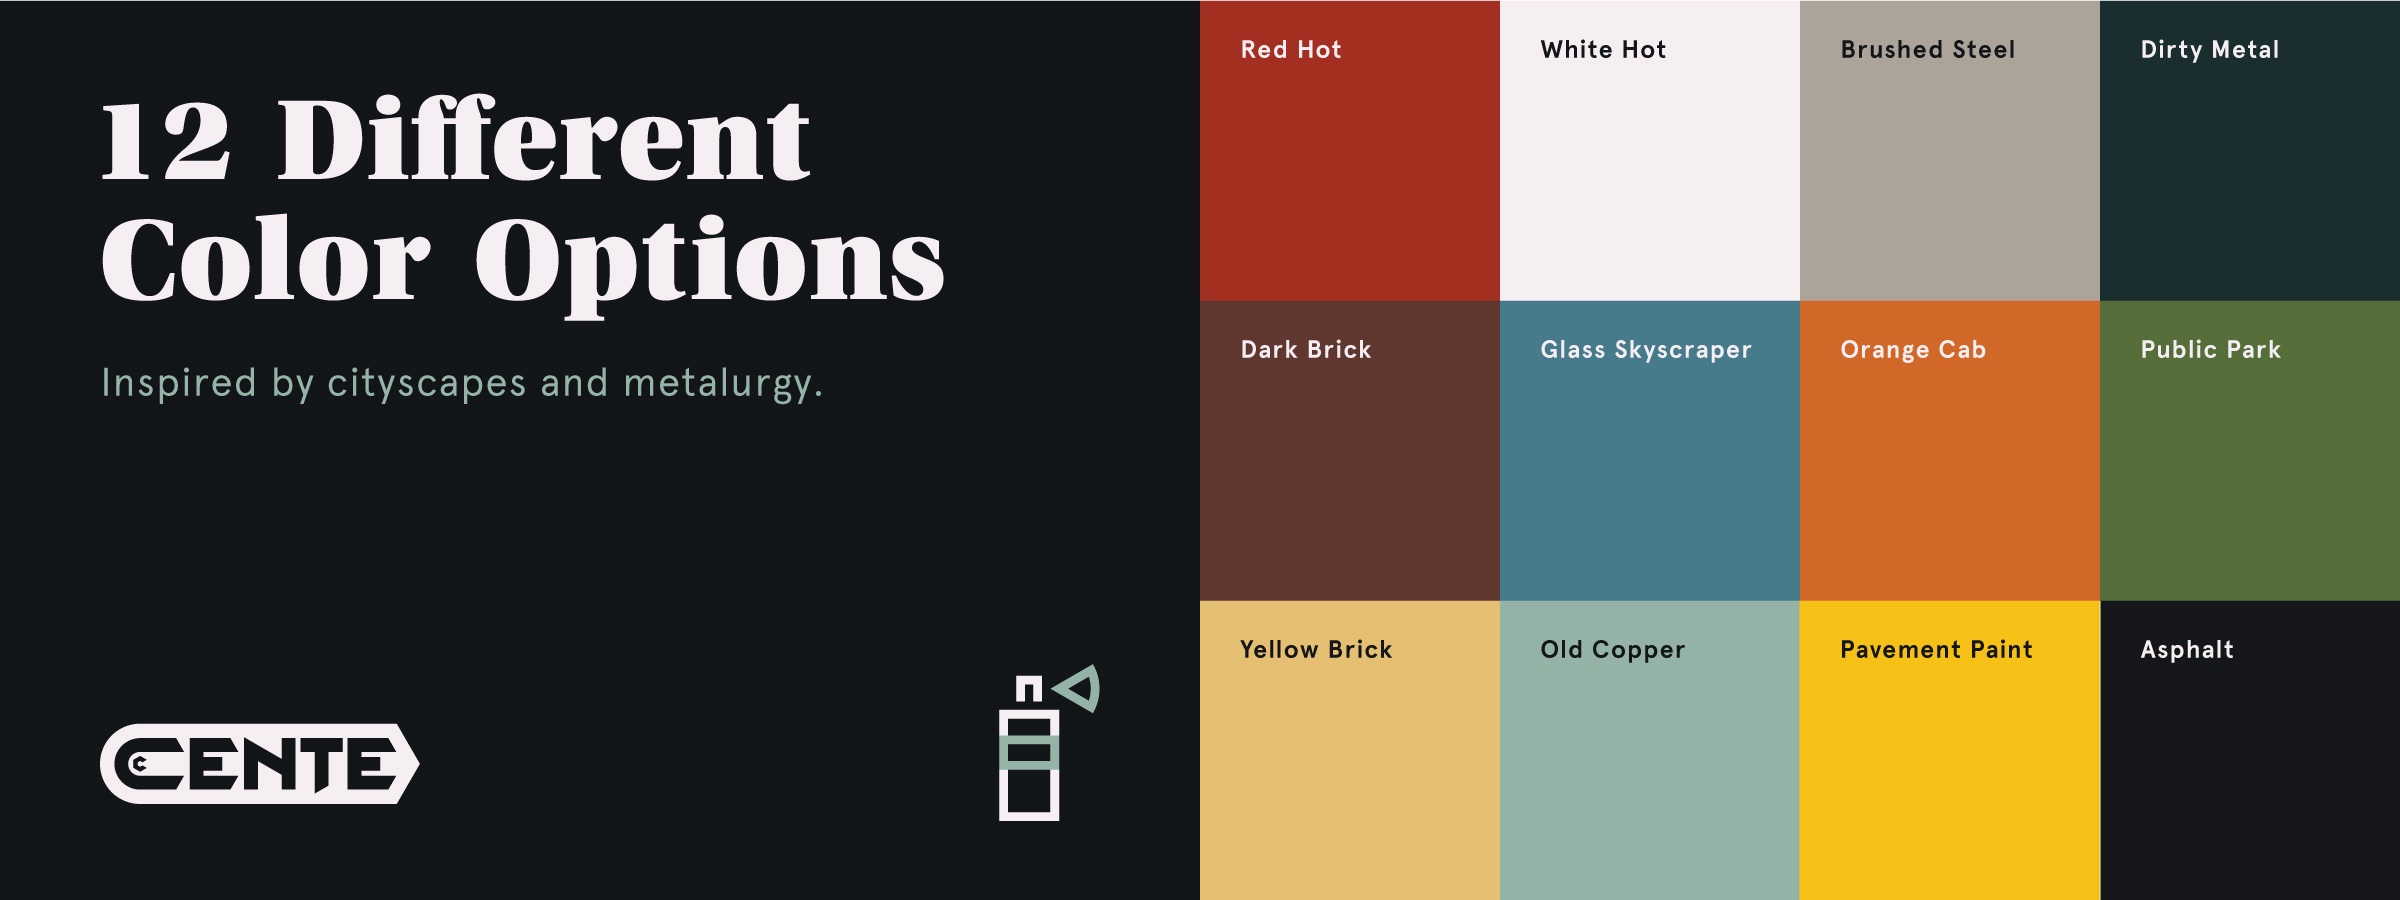 12 Different
Color Options
Inspired by cityscapes and metalurgy.
CENTE
Red Hot
White Hot
Brushed Steel
Dirty Metal
Dark Brick
Glass Skyscraper
Orange Cab
Public Park
Yellow Brick
Old Copper
Pavement Paint
Asphalt